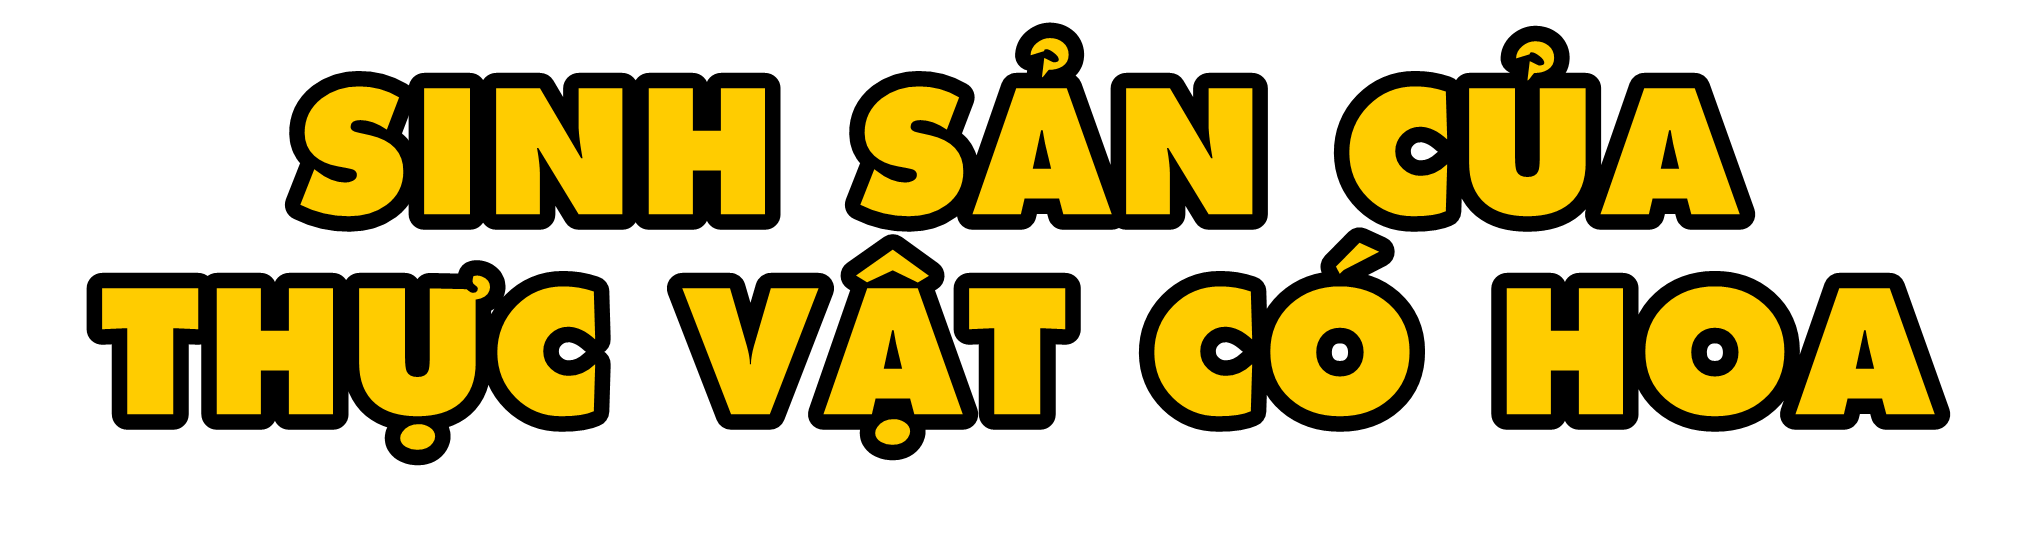 SINH SẢN CỦA
THỰC VẬT CÓ HOA